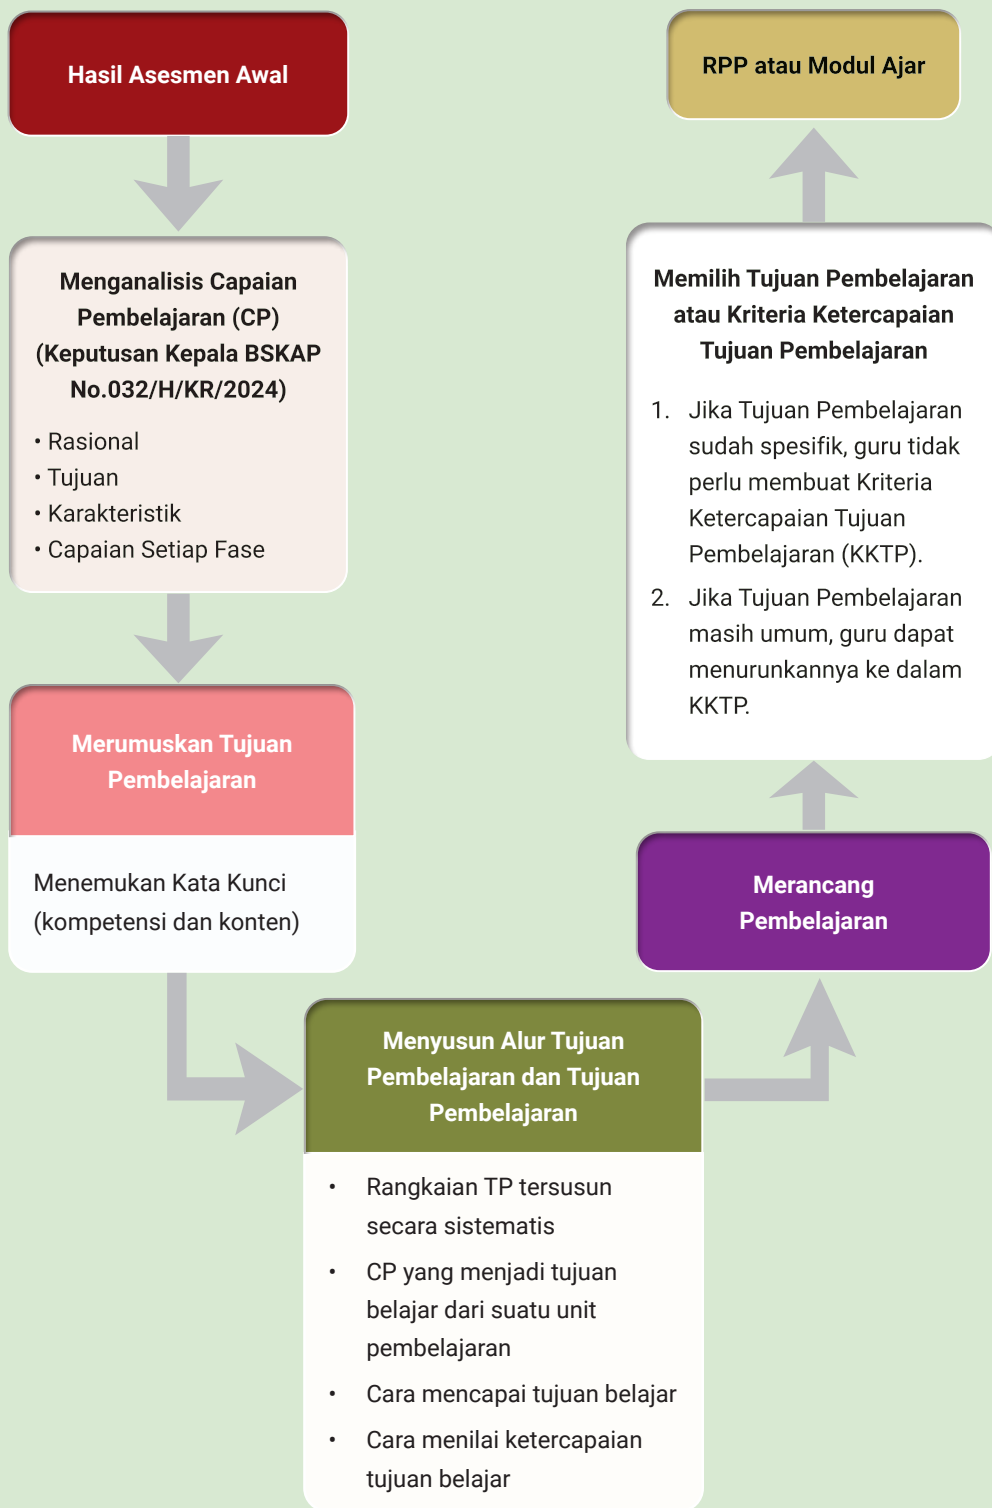 Hasil Asesmen Awal
Menganalisis Capaian
Pembelajaran (CP)
(Keputusan Kepala BSKAP
No.032/H/KR/2024)
• Rasional
• Tujuan
• Karakteristik
• Capaian Setiap Fase
Merumuskan Tujuan
Pembelajaran
Menemukan Kata Kunci
(kompetensi dan konten)
Menyusun Alur Tujuan
Pembelajaran dan Tujuan
Pembelajaran
• Rangkaian TP tersusun
secara sistematis
• CP yang menjadi tujuan
belajar dari suatu unit
pembelajaran
• Cara mencapai tujuan belajar
• Cara menilai ketercapaian
tujuan belajar
Merancang
Pembelajaran
Memilih Tujuan Pembelajaran
atau Kriteria Ketercapaian
Tujuan Pembelajaran
1. Jika Tujuan Pembelajaran
sudah spesifik, guru tidak
perlu membuat Kriteria
Ketercapaian Tujuan
Pembelajaran (KKTP).
2. Jika Tujuan Pembelajaran
masih umum, guru dapat
menurunkannya ke dalam
KKTP.
RPP atau Modul Ajar